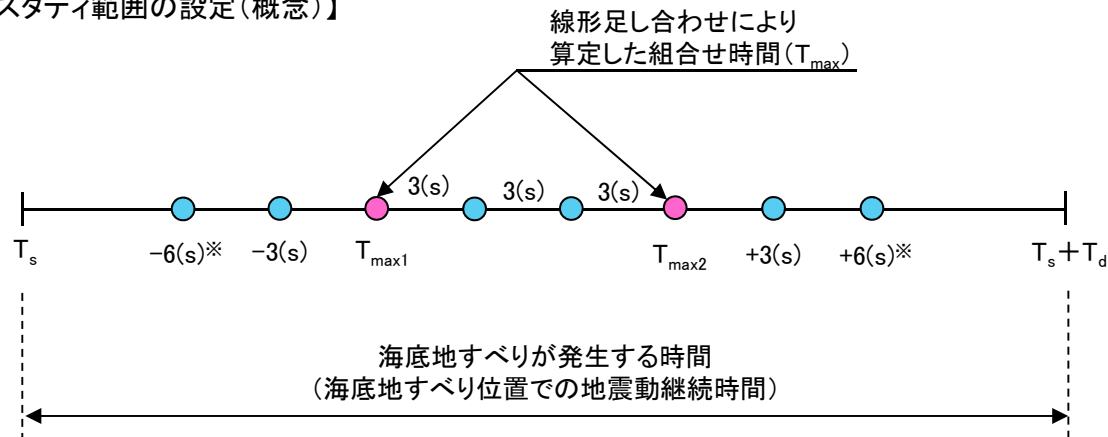 スタディ範囲の設定(概念)】
線形足し合わせにより
算定した組合せ時間(Tmax)
3(s) 3(s) 3(s)
Ts −6(s)※ −3(s) Tmax1 Tmax2 +3(s) +6(s)※ Ts+Td
海底地すべりが発生する時間
(海底地すべり位置での地震動継続時間)